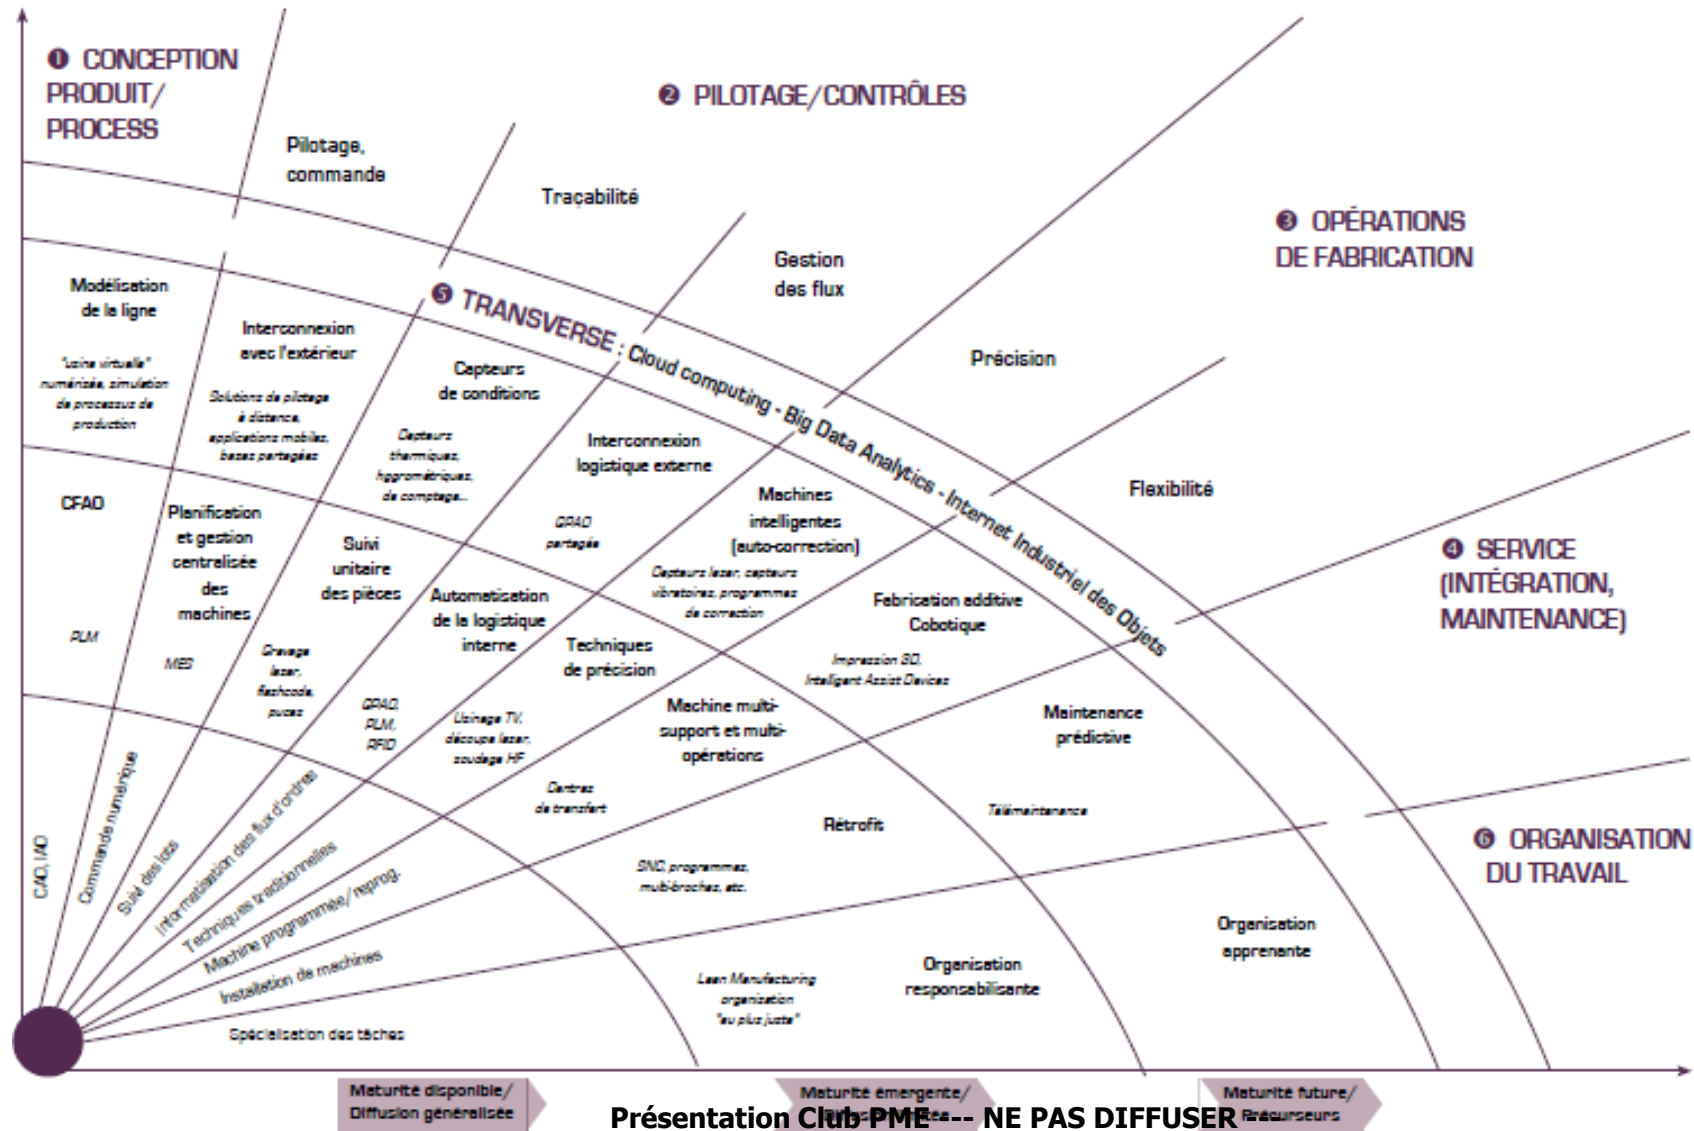 ❶ CONCEPTION
PRODUIT/
PROCESS
❷ PILOTAGE/CONTRÔLES
Pilotage,
commande
Traçabilité
Gestion
des flux
❸ OPÉRATIONS
DE FABRICATION
Précision
Flexibilité
❹ SERVICE
(INTÉGRATION,
MAINTENANCE)
❺ TRANSVERSE : Cloud computing - Big Data Analytics - Internet Industriel des Objets
❻ ORGANISATION
DU TRAVAIL
Modélisation
de la ligne
"usine virtuelle"
numérisée, simulation
de processus de
production
Interconnexion
avec l'extérieur
Solutions de pilotage
à distance,
applications mobiles,
bases partagées
Capteurs
de conditions
Capteurs
thermiques,
hygrométriques,
de comptage...
Interconnexion
logistique externe
GPAO
partagée
Machines
intelligentes
(auto-correction)
Capteurs laser, capteurs
vibratoires, programmes
de correction
Fabrication additive
Cobotique
Impression 3D,
Intelligent Assist Devices
Maintenance
prédictive
Télémaintenance
Organisation
apprenante
CFAO
PLM
Planification
et gestion
centralisée
des
machines
MES
Suivi
unitaire
des pièces
Gravage
laser,
flashcode,
puces
Automatisation
de la logistique
interne
GPAO,
PLM,
RFID
Techniques
de précision
Usinage TV,
découpe laser,
soudage HF
Machine multi-
support et multi-
opérations
Centres
de transfert
Rétrofit
SNC, programmes,
multi-broches, etc.
Organisation
responsabilisante
Lean Manufacturing
organisation
"au plus juste"
CAO, IAO
Commande numérique
Suivi des lots
Informatisation des flux d'ordres
Techniques traditionnelles
Machine programmée/reprog.
Installation de machines
Spécialisation des tâches
Maturité disponible/
Diffusion généralisée
Maturité émergente/
Maturité future/
Précurseurs
Présentation Club PME --- NE PAS DIFFUSER ---